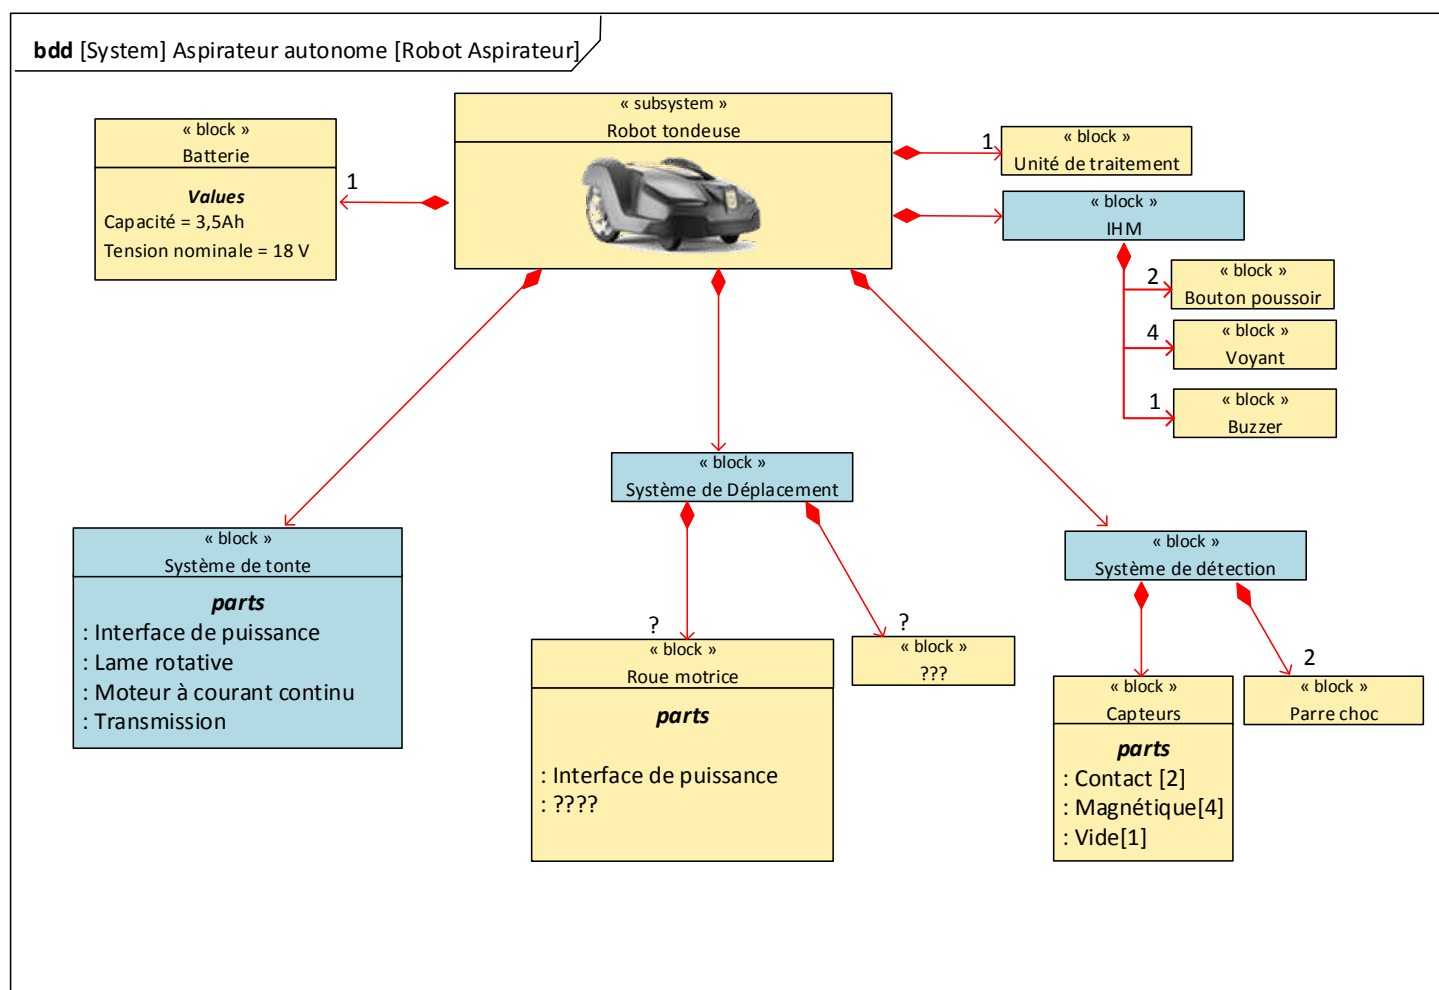 bdd [System] Aspirateur autonome [Robot Aspirateur]
« subsystem »
Robot tondeuse
« block »
Batterie
Values
Capacité = 3,5Ah
Tension nominale = 18 V
1
1
« block »
Unité de traitement
« block »
IHM
2
« block »
Bouton poussoir
4
« block »
Voyant
1
« block »
Buzzer
« block »
Système de tonte
parts
: Interface de puissance
: Lame rotative
: Moteur à courant continu
: Transmission
« block »
Système de Déplacement
?
« block »
Roue motrice
parts
: Interface de puissance
: ????
?
« block »
???
« block »
Système de détection
« block »
Capteurs
parts
: Contact [2]
: Magnétique[4]
: Vide[1]
2
« block »
Parre choc